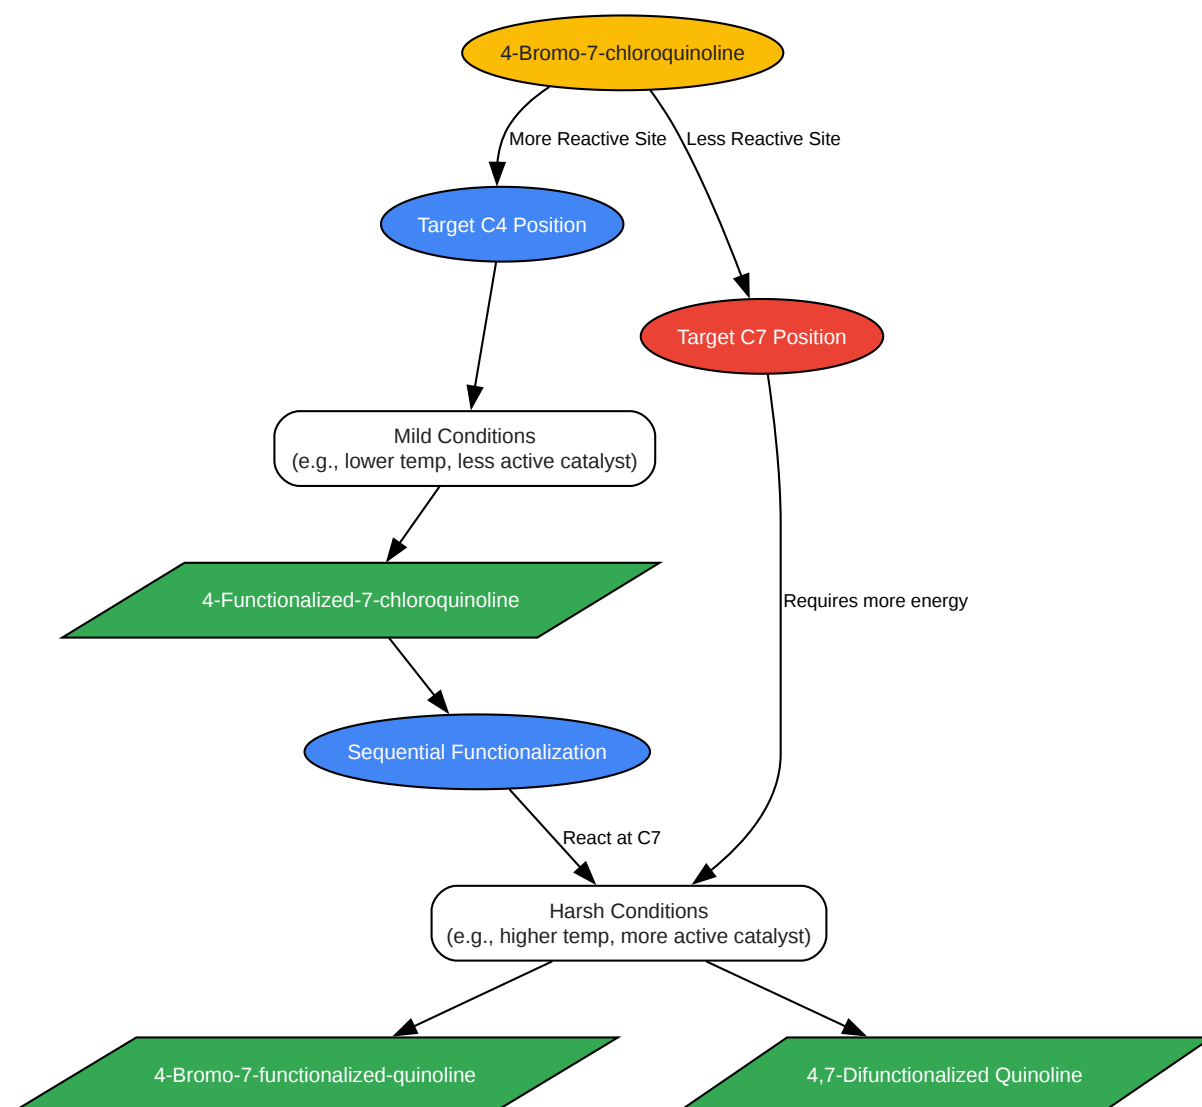 4-Bromo-7-chloroquinoline
More Reactive Site
Less Reactive Site
Target C4 Position
Target C7 Position
Mild Conditions
(e.g., lower temp, less active catalyst)
4-Functionalized-7-chloroquinoline
Requires more energy
Sequential Functionalization
React at C7
Harsh Conditions
(e.g., higher temp, more active catalyst)
4-Bromo-7-functionalized-quinoline
4,7-Difunctionalized Quinoline